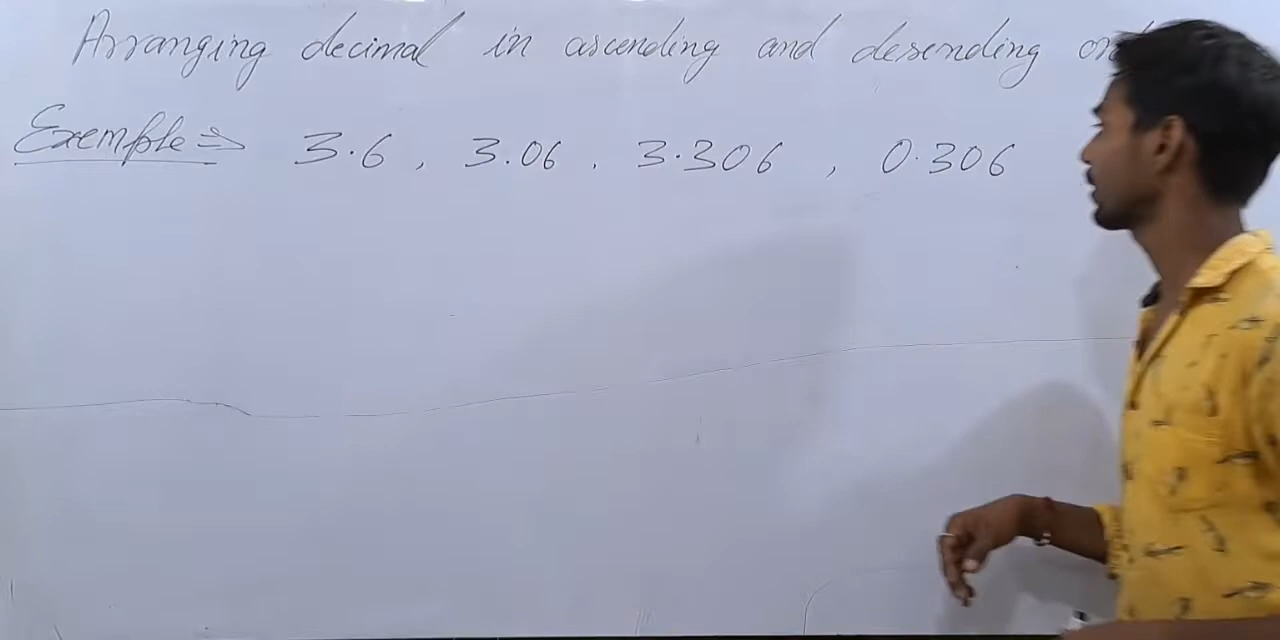 Arranging decimal in ascending and desending
Exemple ⇒ 3.6 , 3.06 , 3.306 , 0.306